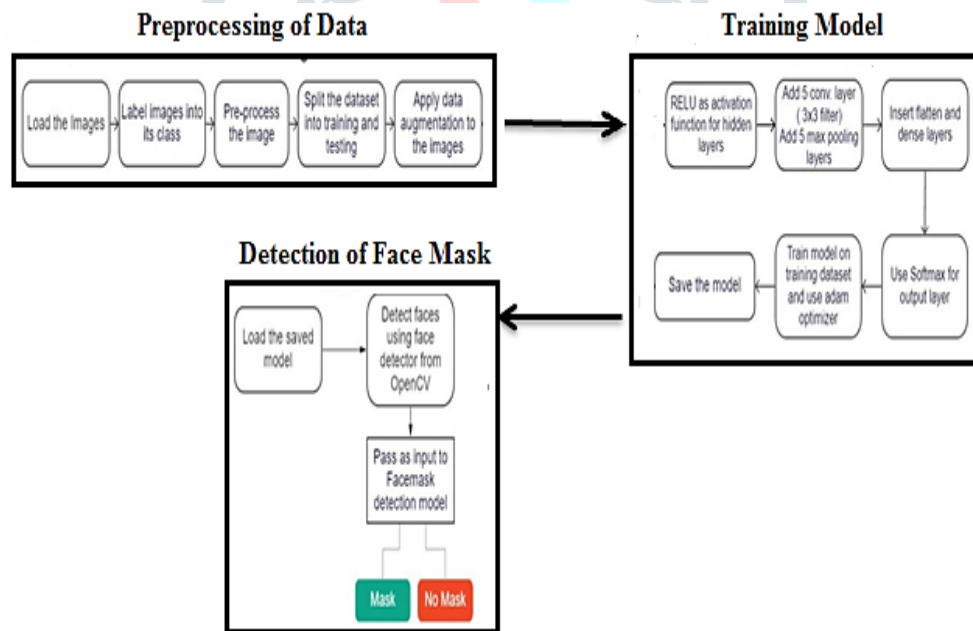 Preprocessing of Data
Load the Images
Label images into
its class
Pre-process
the image
Split the dataset
into training and
testing
Apply data
augmentation to
the images
Training Model
RELU as activation
function for hidden
layers
Add 5 conv. layer
( 3x3 filter)
Add 5 max pooling
layers
Insert flatten and
dense layers
Use Softmax for
output layer
Train model on
training dataset
and use adam
optimizer
Save the model
Detection of Face Mask
Load the saved
model
Detect faces
using face
detector from
OpenCV
Pass as input to
Facemask
detection model
Mask
No Mask